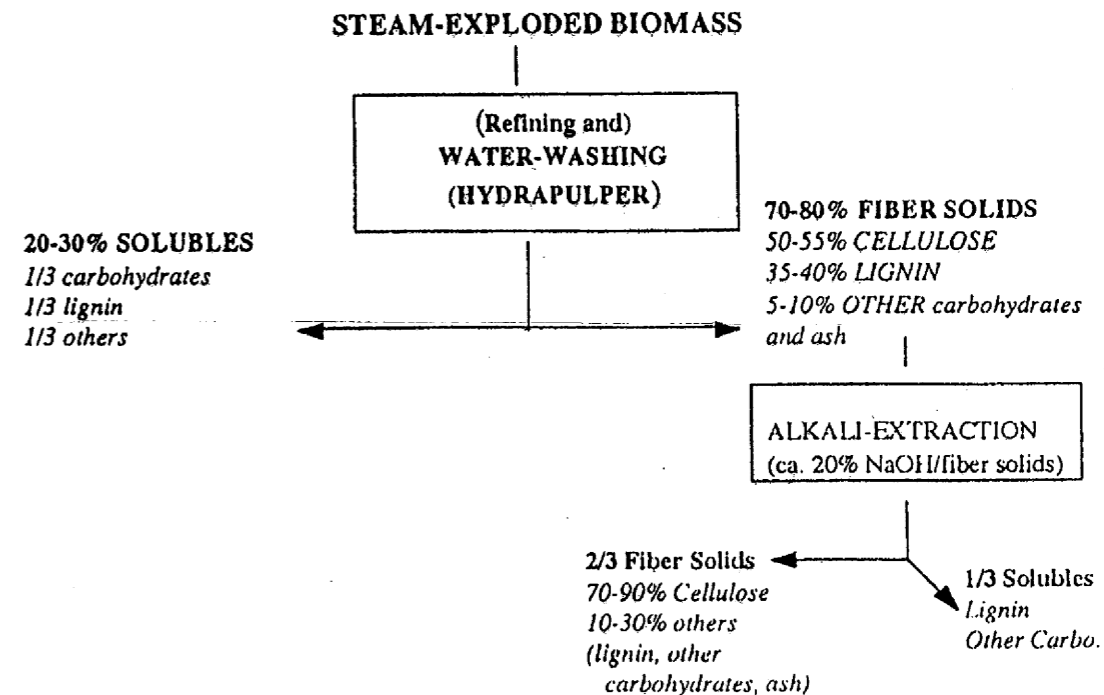 STEAM-EXPLODED BIOMASS
(Refining and)
WATER-WASHING
(HYDRAPULPER)
20-30% SOLUBLES
1/3 carbohydrates
1/3 lignin
1/3 others
70-80% FIBER SOLIDS
50-55% CELLULOSE
35-40% LIGNIN
5-10% OTHER carbohydrates
and ash
ALKALI-EXTRACTION
(ca. 20% NaOH/fiber solids)
2/3 Fiber Solids
70-90% Cellulose
10-30% others
(lignin, other
carbohydrates, ash)
1/3 Solubles
Lignin
Other Carbo.